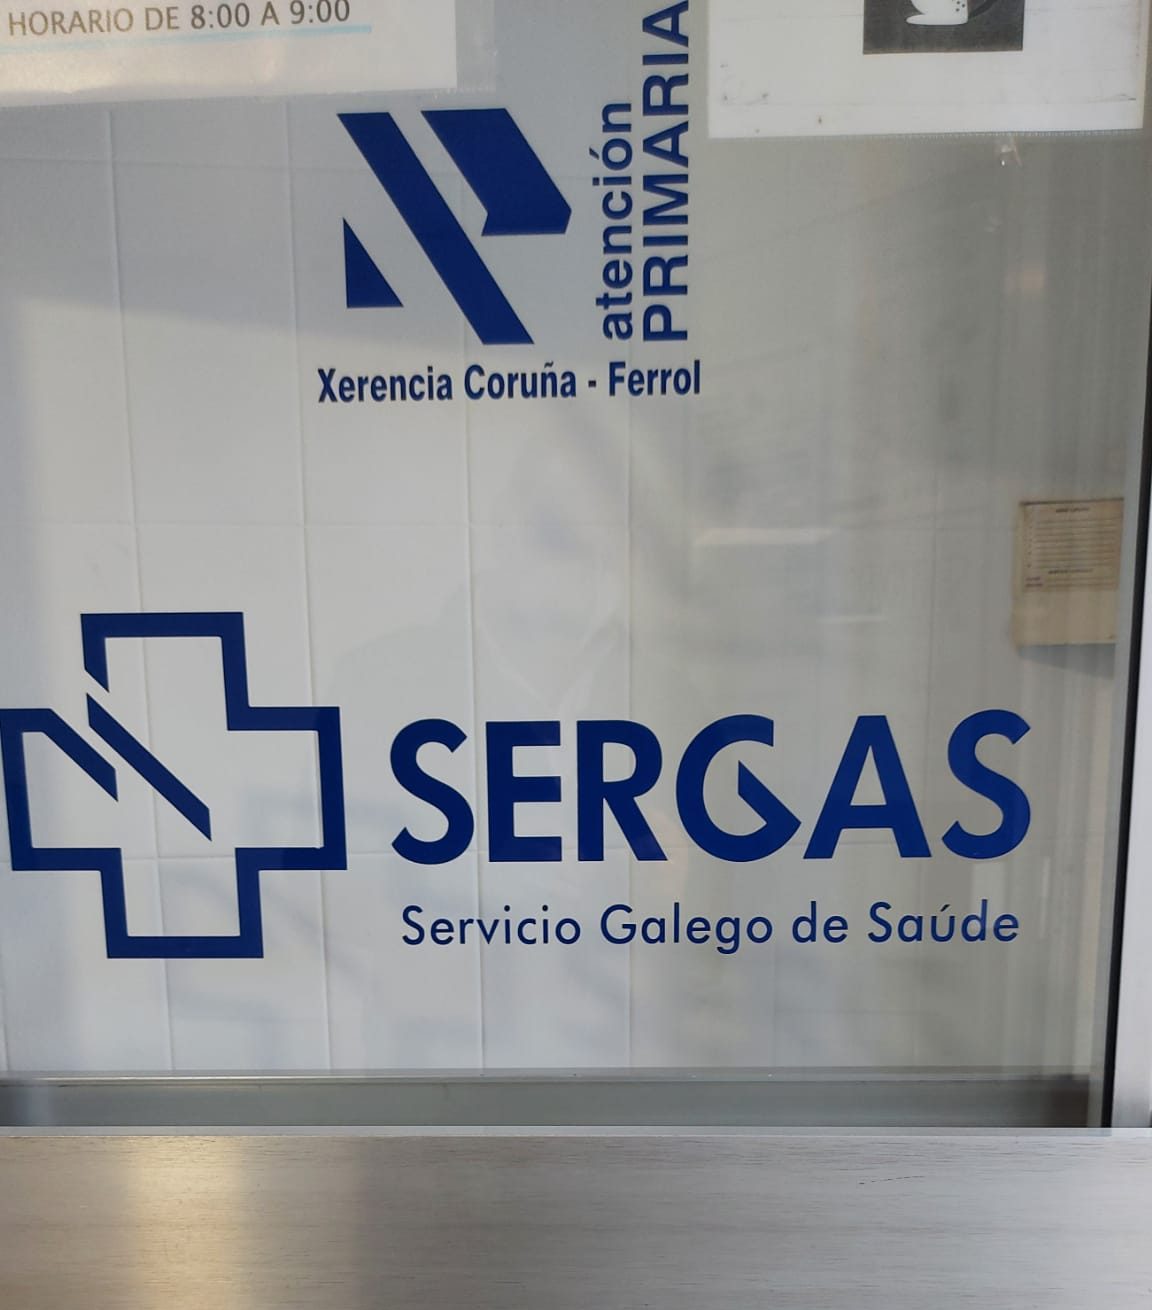 HORARIO DE 8:00 A 9:00
atención
PRIMARIA
Xerencia Coruña - Ferrol
SERGAS
Servicio Galego de Saúde